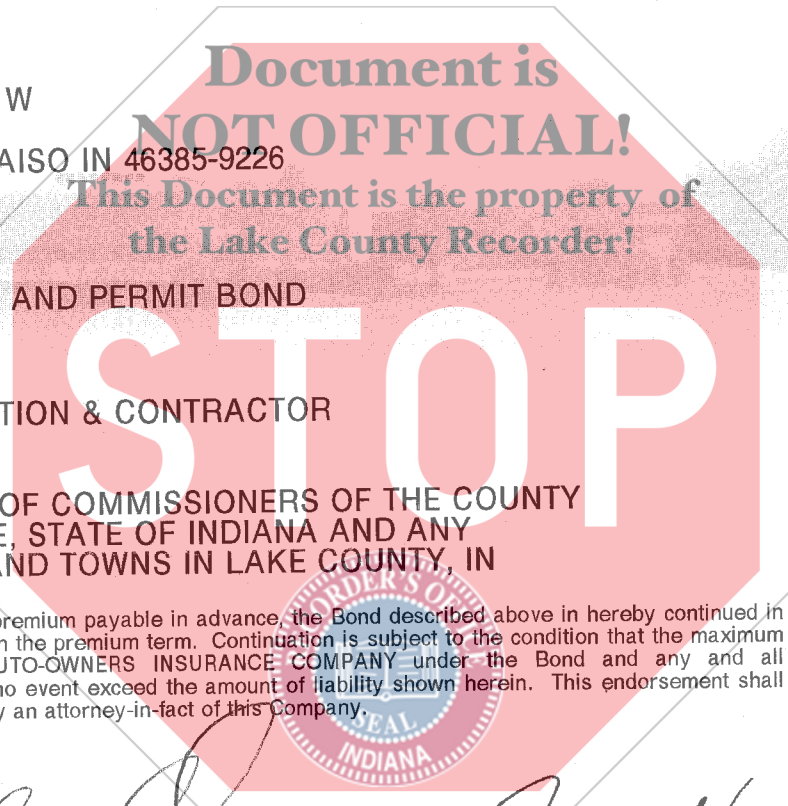 Document is
W
NOT OFFICIAL!
AISO IN 46385-9226
This Document is the property of
the Lake County Recorder!
AND PERMIT BOND
STOP
TION & CONTRACTOR
OF COMMISSIONERS OF THE COUNTY
E, STATE OF INDIANA AND ANY
AND TOWNS IN LAKE COUNTY, IN
premium payable in advance, the Bond described above in hereby continued in
n the premium term. Continuation is subject to the condition that the maximum
UTO-OWNERS INSURANCE COMPANY under the Bond and any and all
no event exceed the amount of liability shown herein. This endorsement shall
y an attorney-in-fact of this Company.
RECORDER'S OFFICE
SEAL
INDIANA